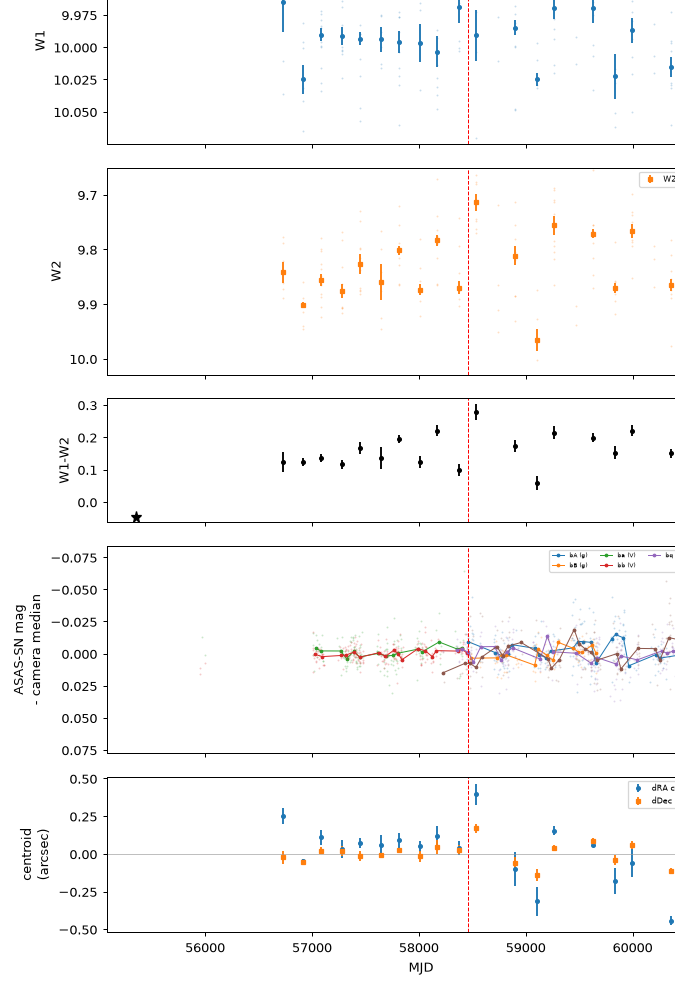 9.975
10.000
10.025
10.050
W1
9.7
9.8
9.9
10.0
W2
W2
0.3
0.2
0.1
0.0
W1-W2
−0.075
−0.050
−0.025
0.000
0.025
0.050
0.075
ASAS-SN mag
- camera median
bA (g)
ba (V)
bq
bB (g)
bb (V)
0.50
0.25
0.00
−0.25
−0.50
centroid
(arcsec)
dRA c
dDec
56000
57000
58000
59000
60000
MJD